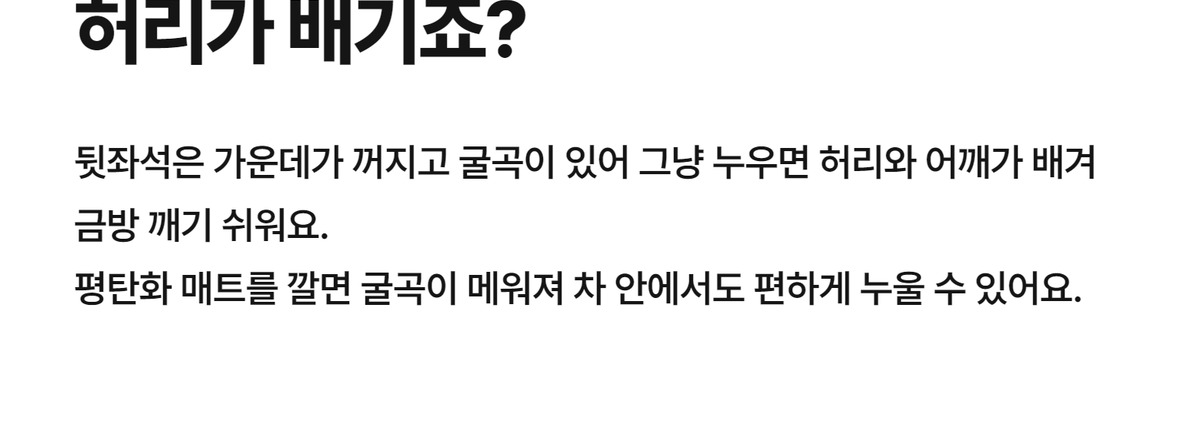 허리가 배기죠?
뒷좌석은 가운데가 꺼지고 굴곡이 있어 그냥 누우면 허리와 어깨가 배겨
금방 깨기 쉬워요.
평탄화 매트를 깔면 굴곡이 메워져 차 안에서도 편하게 누울 수 있어요.